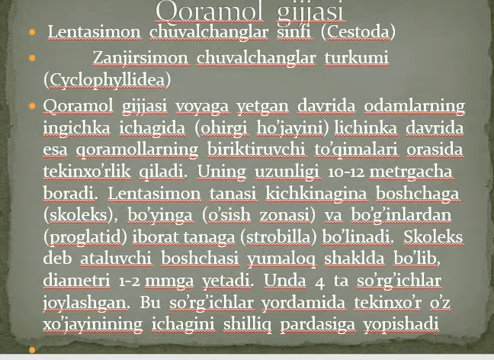 Qoramol gijjasi
Lentasimon chuvalchanglar sinfi (Cestoda)
Zanjirsimon chuvalchanglar turkumi
(Cyclophyllidea)
Qoramol gijjasi voyaga yetgan davrida odamlarning
ingichka ichagida (ohirgi ho'jayini) lichinka davrida
esa qoramollarning biriktiruvchi to'qimalari orasida
tekinxo'rlik qiladi. Uning uzunligi 10-12 metrgacha
boradi. Lentasimon tanasi kichkinagina boshchaga
(skoleks), bo'yinga (o'sish zonasi) va bo'g'inlardan
(proglatid) iborat tanaga (strobilla) bo'linadi. Skoleks
deb ataluvchi boshchasi yumaloq shaklda bo'lib,
diametri 1-2 mmga yetadi. Unda 4 ta so'rg'ichlar
joylashgan. Bu so'rg'ichlar yordamida tekinxo'r o'z
xo'jayinining ichagini shilliq pardasiga yopishadi